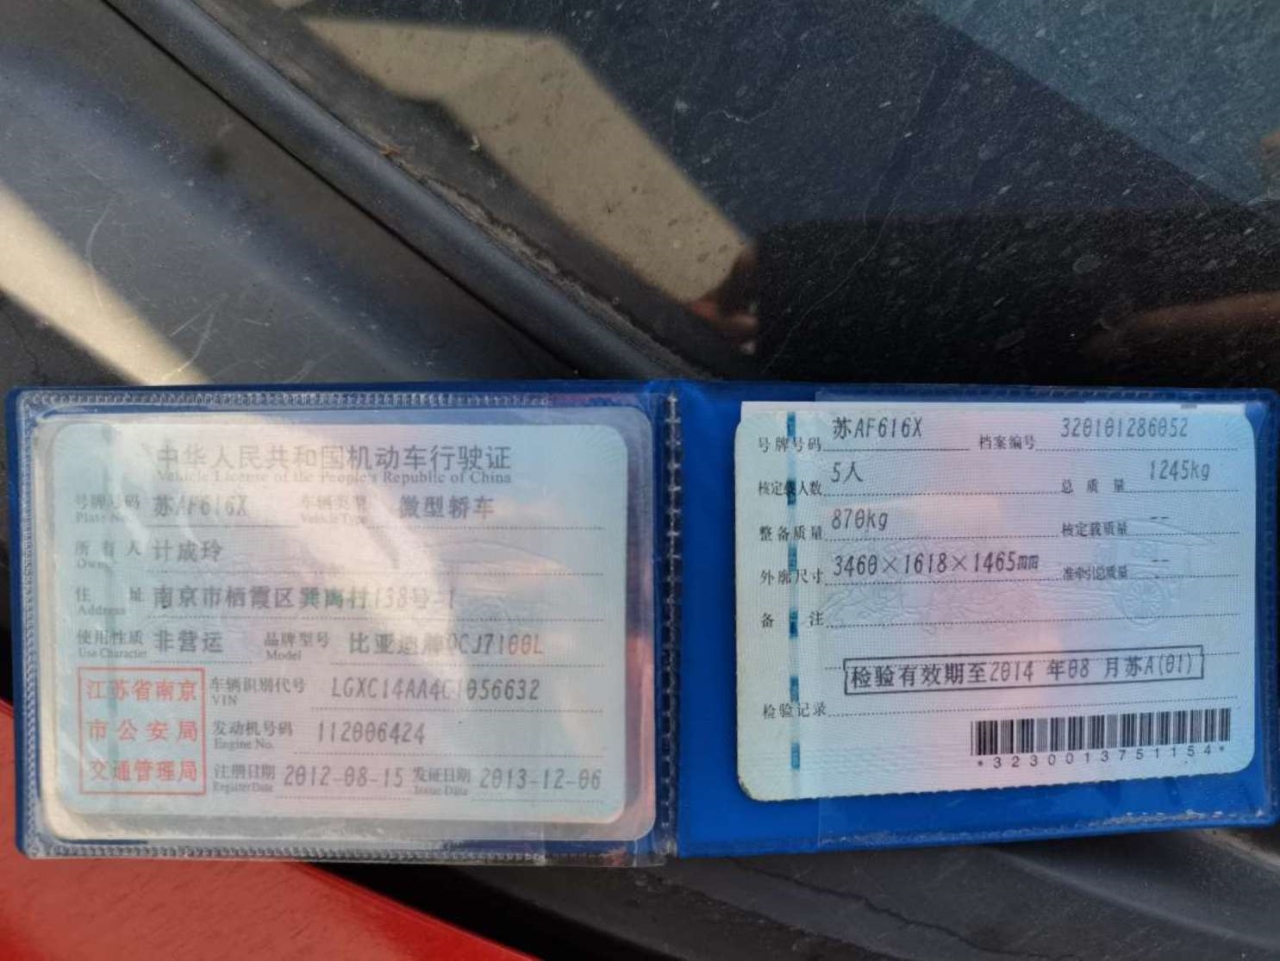 中华人民共和国机动车行驶证
Vehicle License of the People's Republic of China
号牌号码 苏AF616X 车辆类型 微型轿车
Plate No. Vehicle Type
所有人 计成玲
Owner
住址 南京市栖霞区巽离村138号-1
Address
使用性质 非营运 品牌型号 比亚迪牌QCJ7100L
Use Character Model
江苏省南京
市公安局
交通管理局
车辆识别代号 LGXC14AA4C1056632
VIN
发动机号码 112006424
Engine No.
注册日期 2012-08-15 发证日期 2013-12-06
Register Date Issue Date
号牌号码 苏AF616X 档案编号 320101286052
核定载人数 5人 总质量 1245kg
整备质量 870kg 核定载质量 --
外廓尺寸 3460×1618×1465mm 准牵引总质量 --
备注
检验有效期至2014 年08 月苏A(01)
检验记录
*3230013751154*